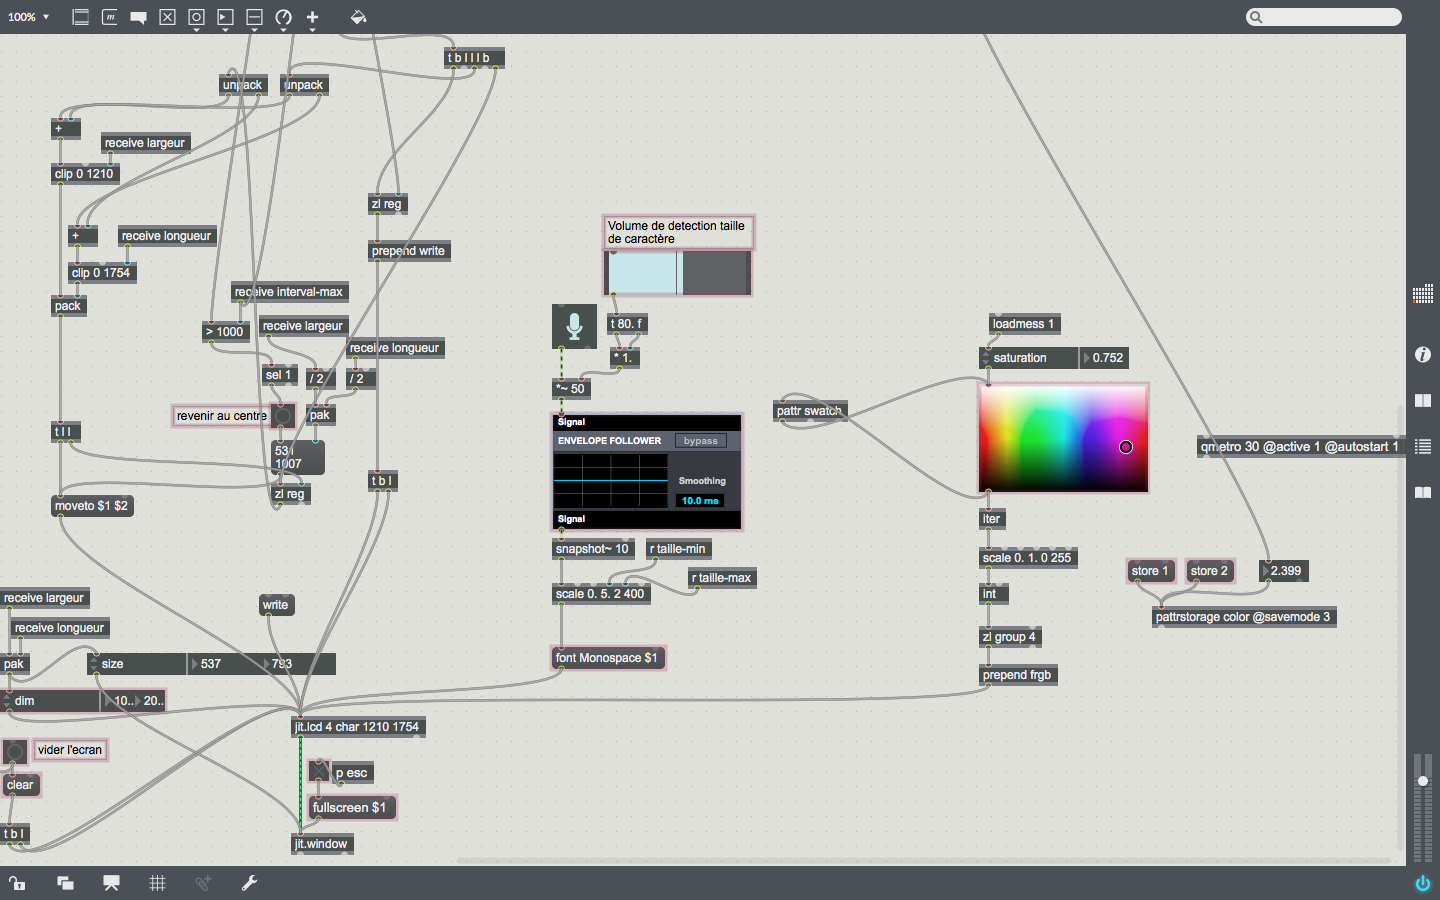 100%
m
t b l l l b
unpack
unpack
+
receive largeur
clip 0 1210
zl reg
Volume de detection taille
de caractère
+
receive longueur
prepend write
clip 0 1754
receive interval-max
pack
> 1000
receive largeur
t 80. f
loadmess 1
receive longueur
* 1.
saturation
0.752
sel 1
/ 2
/ 2
*~ 50
revenir au centre
pak
pattr swatch
Signal
t l l
ENVELOPE FOLLOWER
bypass
qmetro 30 @active 1 @autostart 1
1007
t b l
Smoothing
zl reg
10.0 ms
moveto $1 $2
Signal
iter
snapshot~ 10
r taille-min
scale 0. 1. 0 255
r taille-max
store 1
store 2
2.399
receive largeur
write
scale 0. 5. 2 400
int
pattrstorage color @savemode 3
receive longueur
zl group 4
pak
size
537
793
font Monospace $1
prepend frgb
dim
10..
20..
jit.lcd 4 char 1210 1754
vider l'ecran
p esc
clear
fullscreen $1
t b l
jit.window